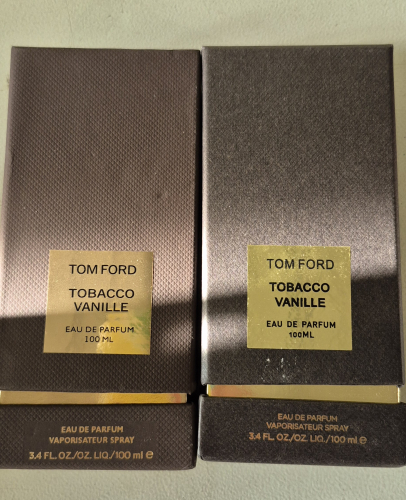 TOM FORD
TOBACCO
VANILLE
EAU DE PARFUM
100 ML
EAU DE PARFUM
VAPORISATEUR SPRAY
3.4 FL. OZ./OZ. LIQ./100 ml e
TOM FORD
TOBACCO
VANILLE
EAU DE PARFUM
100ML
EAU DE PARFUM
VAPORISATEUR SPRAY
3.4 FL. OZ./OZ. LIQ./100 ml e